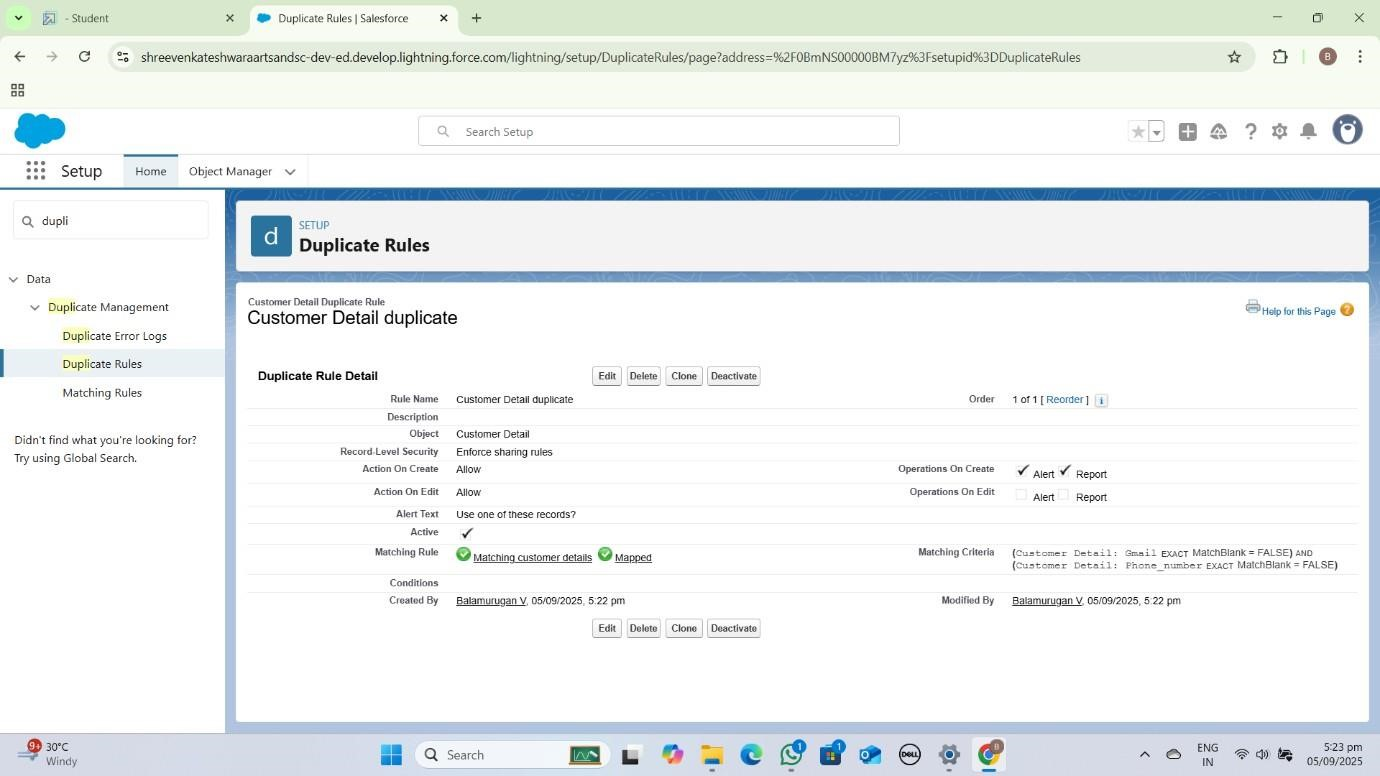 - Student
Duplicate Rules | Salesforce
shreevenkateshwaraartsandsc-dev-ed.develop.lightning.force.com/lightning/setup/DuplicateRules/page?address=%2F0BmNS00000BM7yz%3Fsetupid%3DDuplicateRules
B
Search Setup
Setup
Home
Object Manager
dupli
Data
Duplicate Management
Duplicate Error Logs
Duplicate Rules
Matching Rules
Didn't find what you're looking for?
Try using Global Search.
d
SETUP
Duplicate Rules
Customer Detail Duplicate Rule
Customer Detail duplicate
Help for this Page
Duplicate Rule Detail
Edit Delete Clone Deactivate
Rule Name Customer Detail duplicate Order 1 of 1 [ Reorder ] i
Description
Object Customer Detail
Record-Level Security Enforce sharing rules
Action On Create Allow Operations On Create Alert Report
Action On Edit Allow Operations On Edit Alert Report
Alert Text Use one of these records?
Active
Matching Rule Matching customer details Mapped Matching Criteria (Customer Detail: Gmail EXACT MatchBlank = FALSE) AND
(Customer Detail: Phone_number EXACT MatchBlank = FALSE)
Conditions
Created By Balamurugan V, 05/09/2025, 5:22 pm Modified By Balamurugan V, 05/09/2025, 5:22 pm
Edit Delete Clone Deactivate
9+
30°C
Windy
Search
1
1
DELL
B
ENG
IN
5:23 pm
05/09/2025